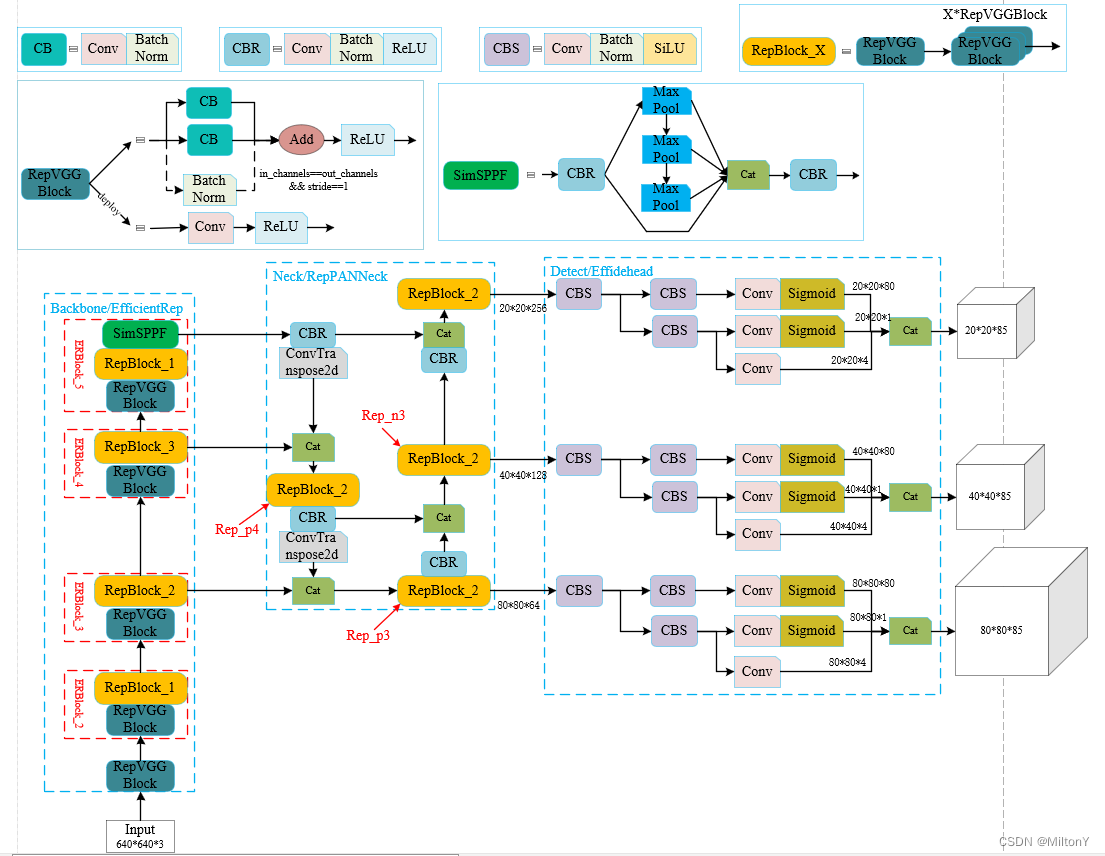 X*RepVGGBlock
CB
=
Conv
Batch
Norm
CBR
=
Conv
Batch
Norm
ReLU
CBS
=
Conv
Batch
Norm
SiLU
RepBlock_X
=
RepVGG
Block
RepVGG
Block
CB
CB
Add
ReLU
=
RepVGG
Block
Batch
Norm
in_channels==out_channels
&& stride==1
deploy
=
Conv
ReLU
Max
Pool
Max
Pool
Max
Pool
SimSPPF
=
CBR
Cat
CBR
Backbone/EfficientRep
SimSPPF
RepBlock_1
RepVGG
Block
ERBlock_5
RepBlock_3
RepVGG
Block
ERBlock_4
RepBlock_2
RepVGG
Block
ERBlock_3
RepBlock_1
RepVGG
Block
ERBlock_2
RepVGG
Block
Input
640*640*3
Neck/RepPANNeck
RepBlock_2
CBR
Cat
ConvTra
nspose2d
CBR
Rep_n3
Cat
RepBlock_2
RepBlock_2
Rep_p4
CBR
Cat
ConvTra
nspose2d
CBR
Cat
RepBlock_2
Rep_p3
20*20*256
40*40*128
80*80*64
Detect/Effidehead
CBS
CBS
Conv
Sigmoid
20*20*80
CBS
Conv
Sigmoid
20*20*1
Cat
20*20*85
Conv
20*20*4
CBS
CBS
Conv
Sigmoid
40*40*80
CBS
Conv
Sigmoid
40*40*1
Cat
40*40*85
Conv
40*40*4
CBS
CBS
Conv
Sigmoid
80*80*80
CBS
Conv
Sigmoid
80*80*1
Cat
80*80*85
Conv
80*80*4
CSDN @MiltonY